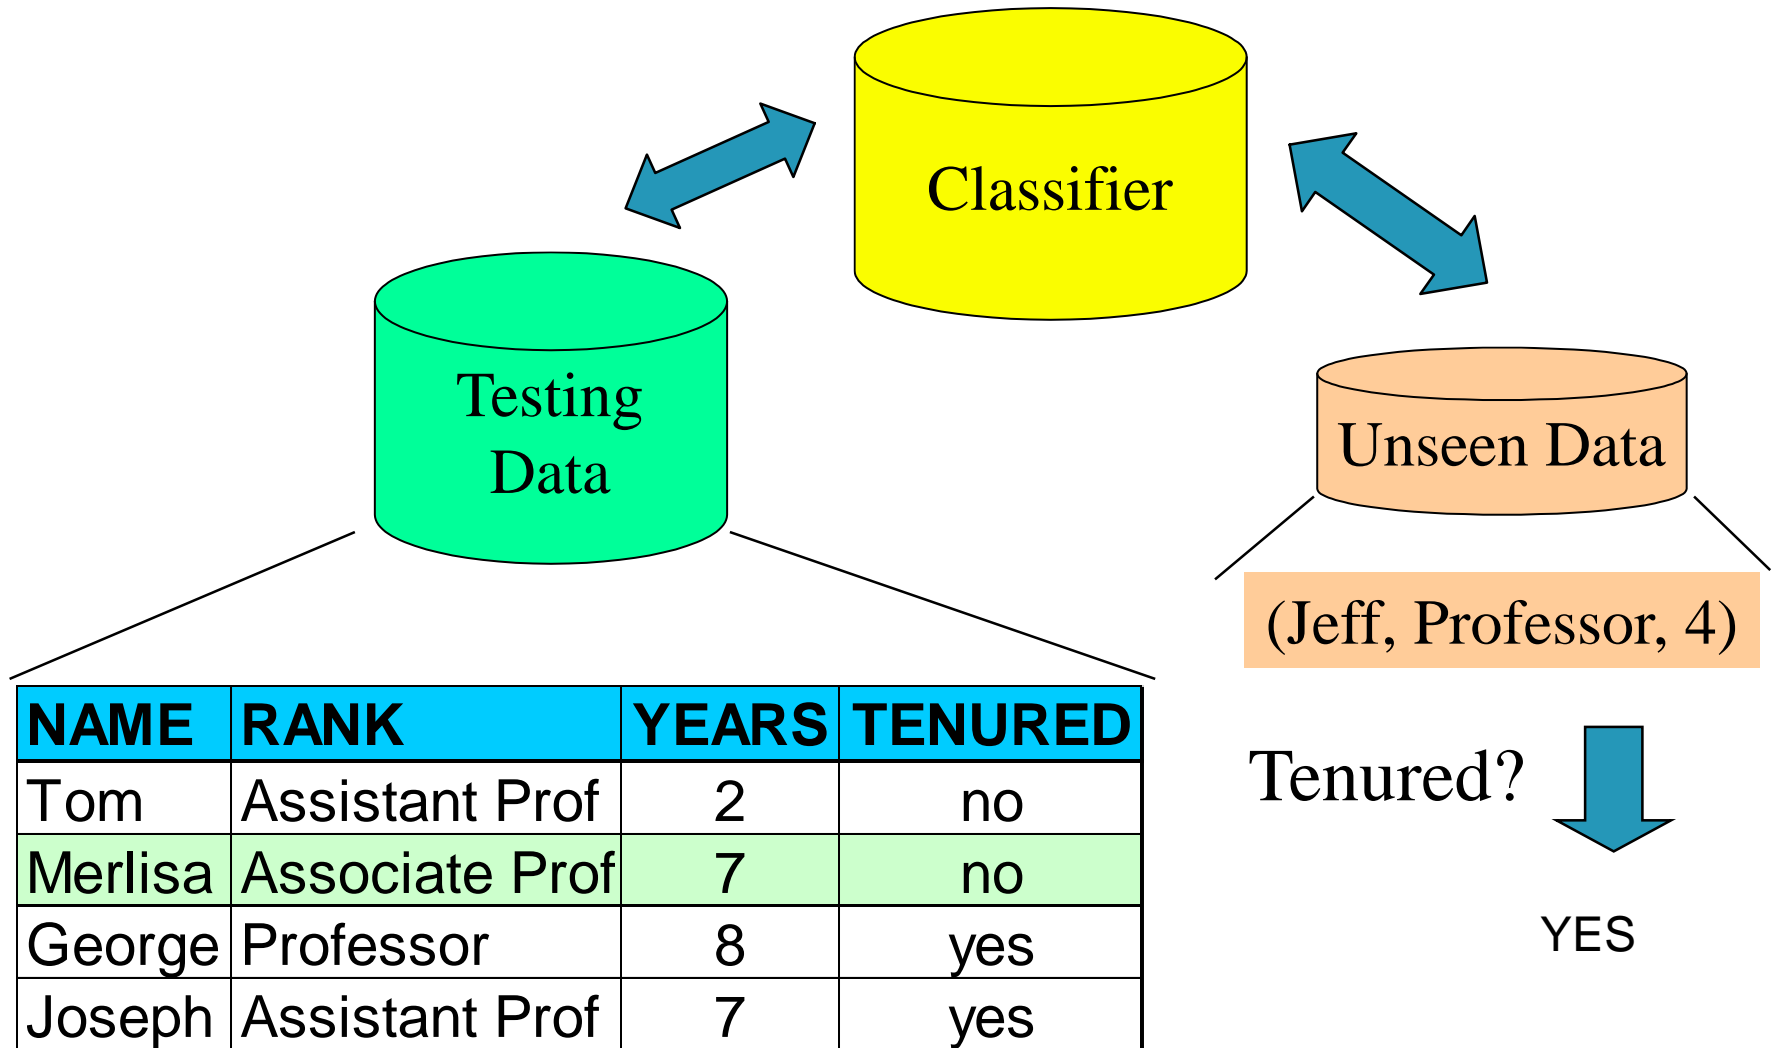 Classifier
Testing
Data
Unseen Data
(Jeff, Professor, 4)
NAME RANK YEARS TENURED
Tom Assistant Prof 2 no
Merlisa Associate Prof 7 no
George Professor 8 yes
Joseph Assistant Prof 7 yes
Tenured?
YES